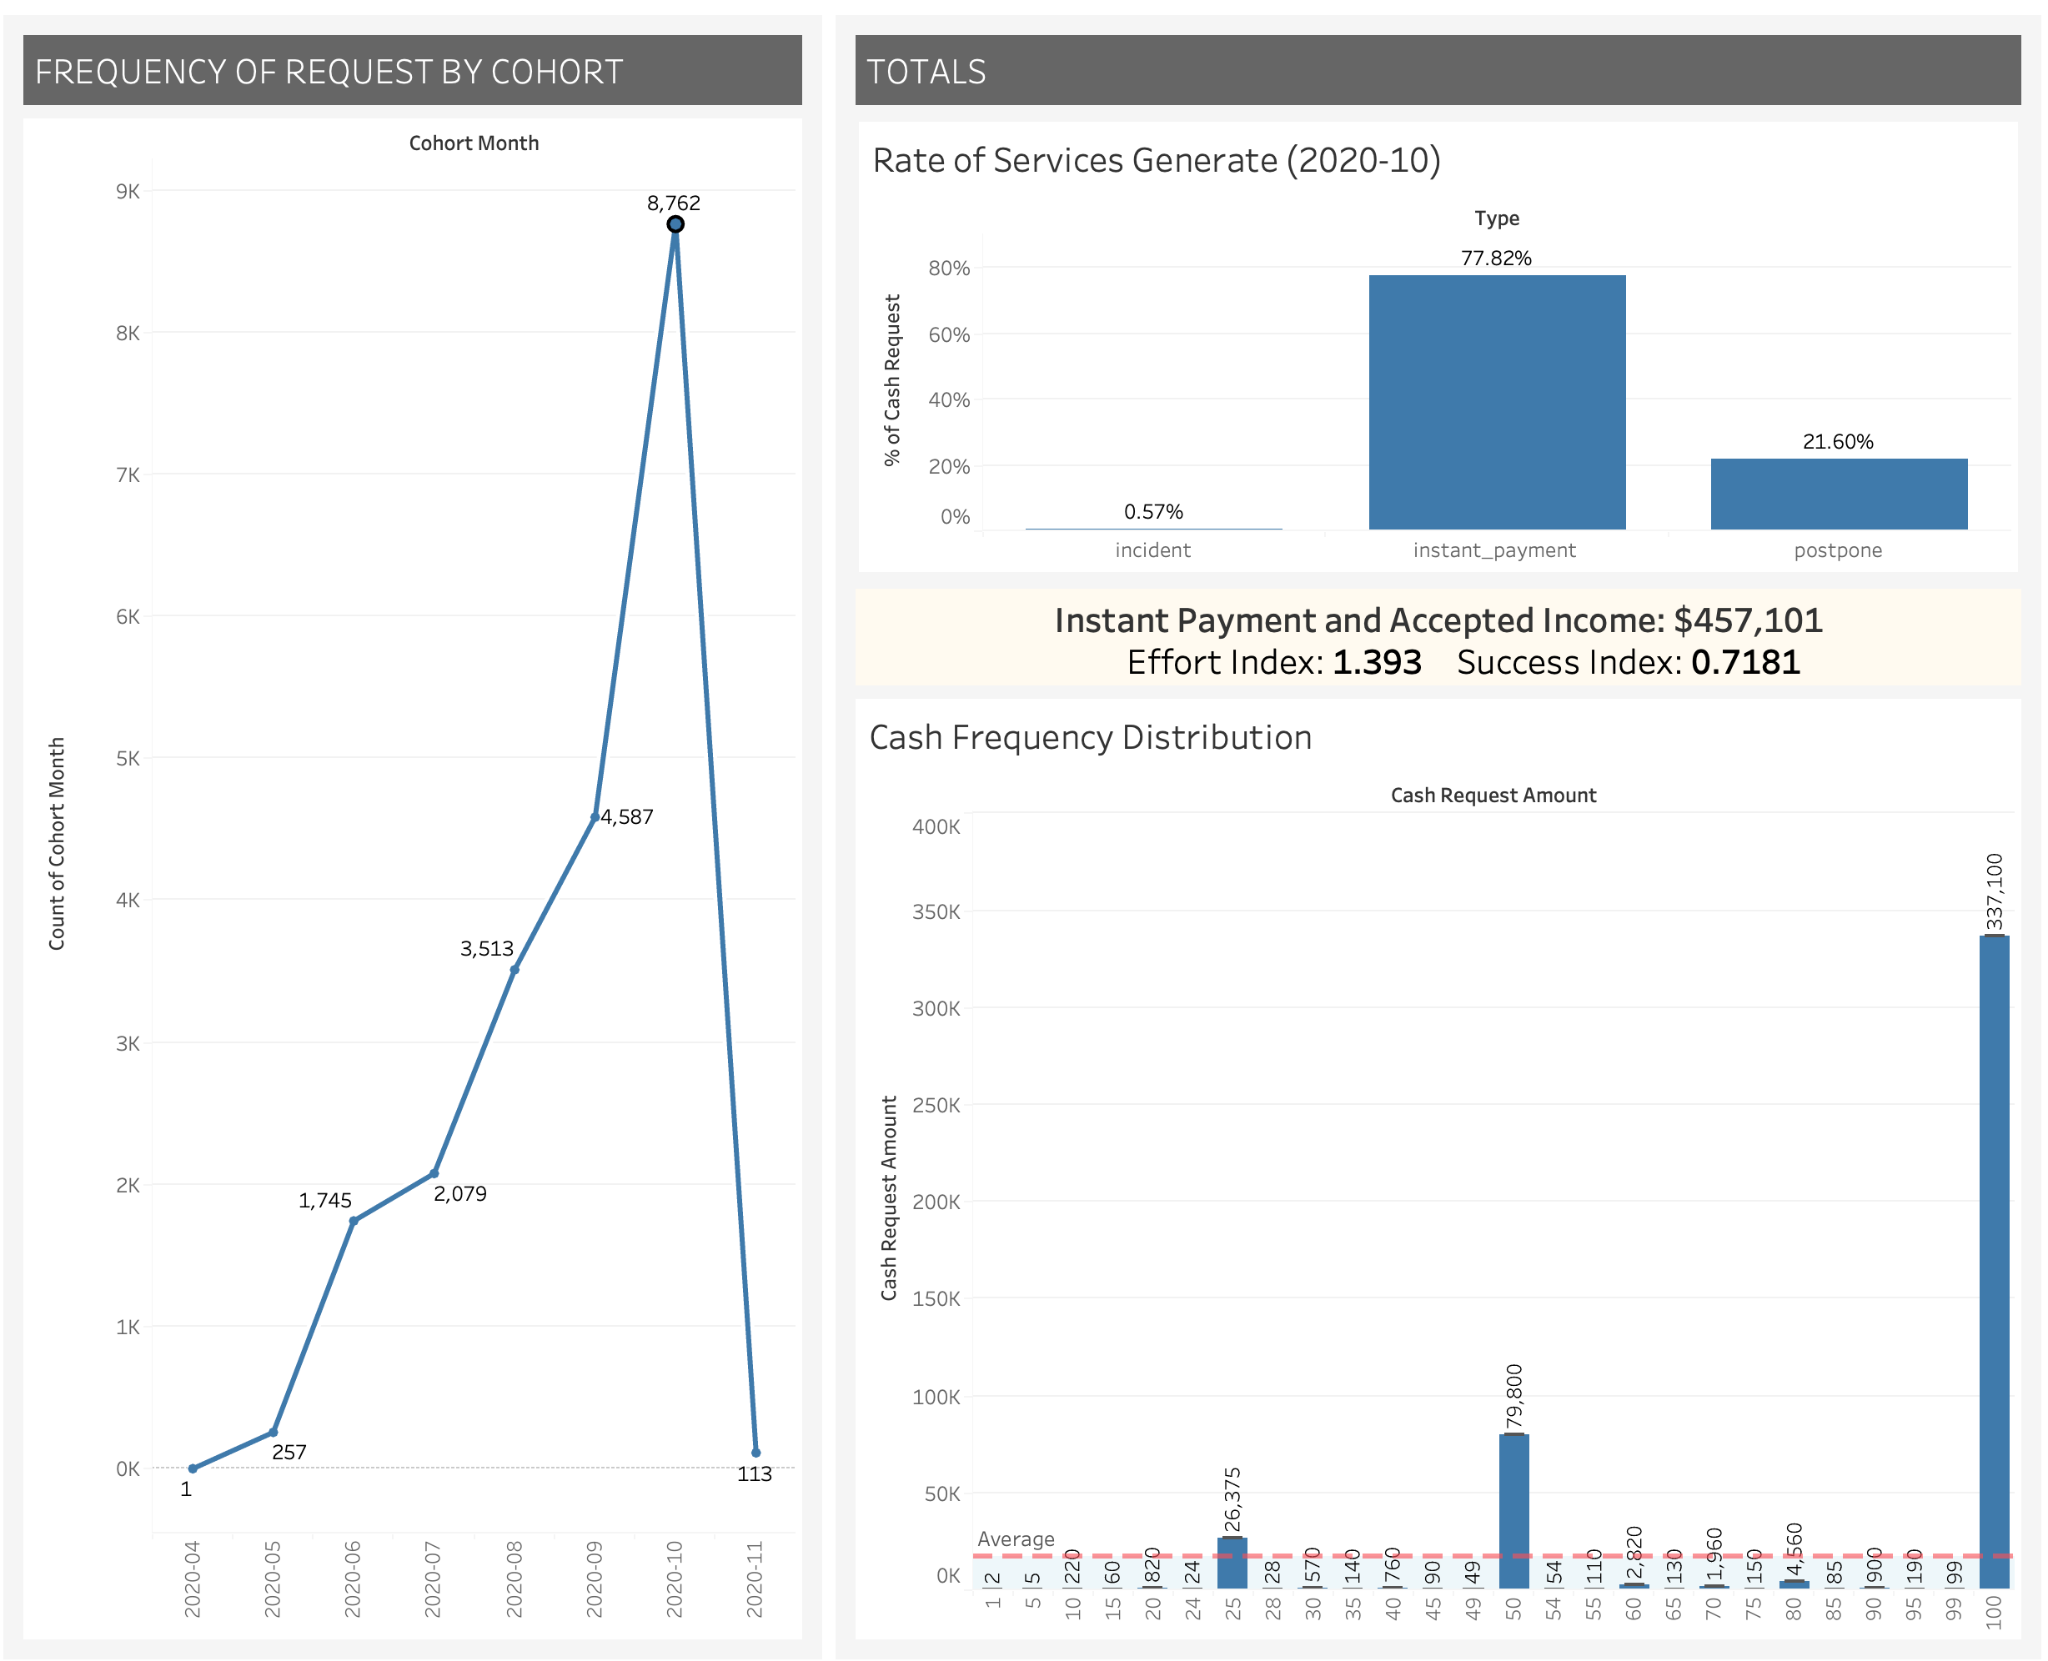 FREQUENCY OF REQUEST BY COHORT
Cohort Month
Count of Cohort Month
9K
8K
7K
6K
5K
4K
3K
2K
1K
0K
1
257
1,745
2,079
3,513
4,587
8,762
113
2020-04
2020-05
2020-06
2020-07
2020-08
2020-09
2020-10
2020-11
TOTALS
Rate of Services Generate (2020-10)
Type
% of Cash Request
80%
60%
40%
20%
0%
0.57%
77.82%
21.60%
incident
instant_payment
postpone
Instant Payment and Accepted Income: $457,101
Effort Index: 1.393 Success Index: 0.7181
Cash Frequency Distribution
Cash Request Amount
Cash Request Amount
400K
350K
300K
250K
200K
150K
100K
50K
0K
Average
2
5
220
60
820
24
26,375
28
570
140
760
90
49
79,800
54
110
2,820
130
1,960
150
4,560
85
900
190
99
337,100
1
5
10
15
20
24
25
28
30
35
40
45
49
50
54
55
60
65
70
75
80
85
90
95
99
100